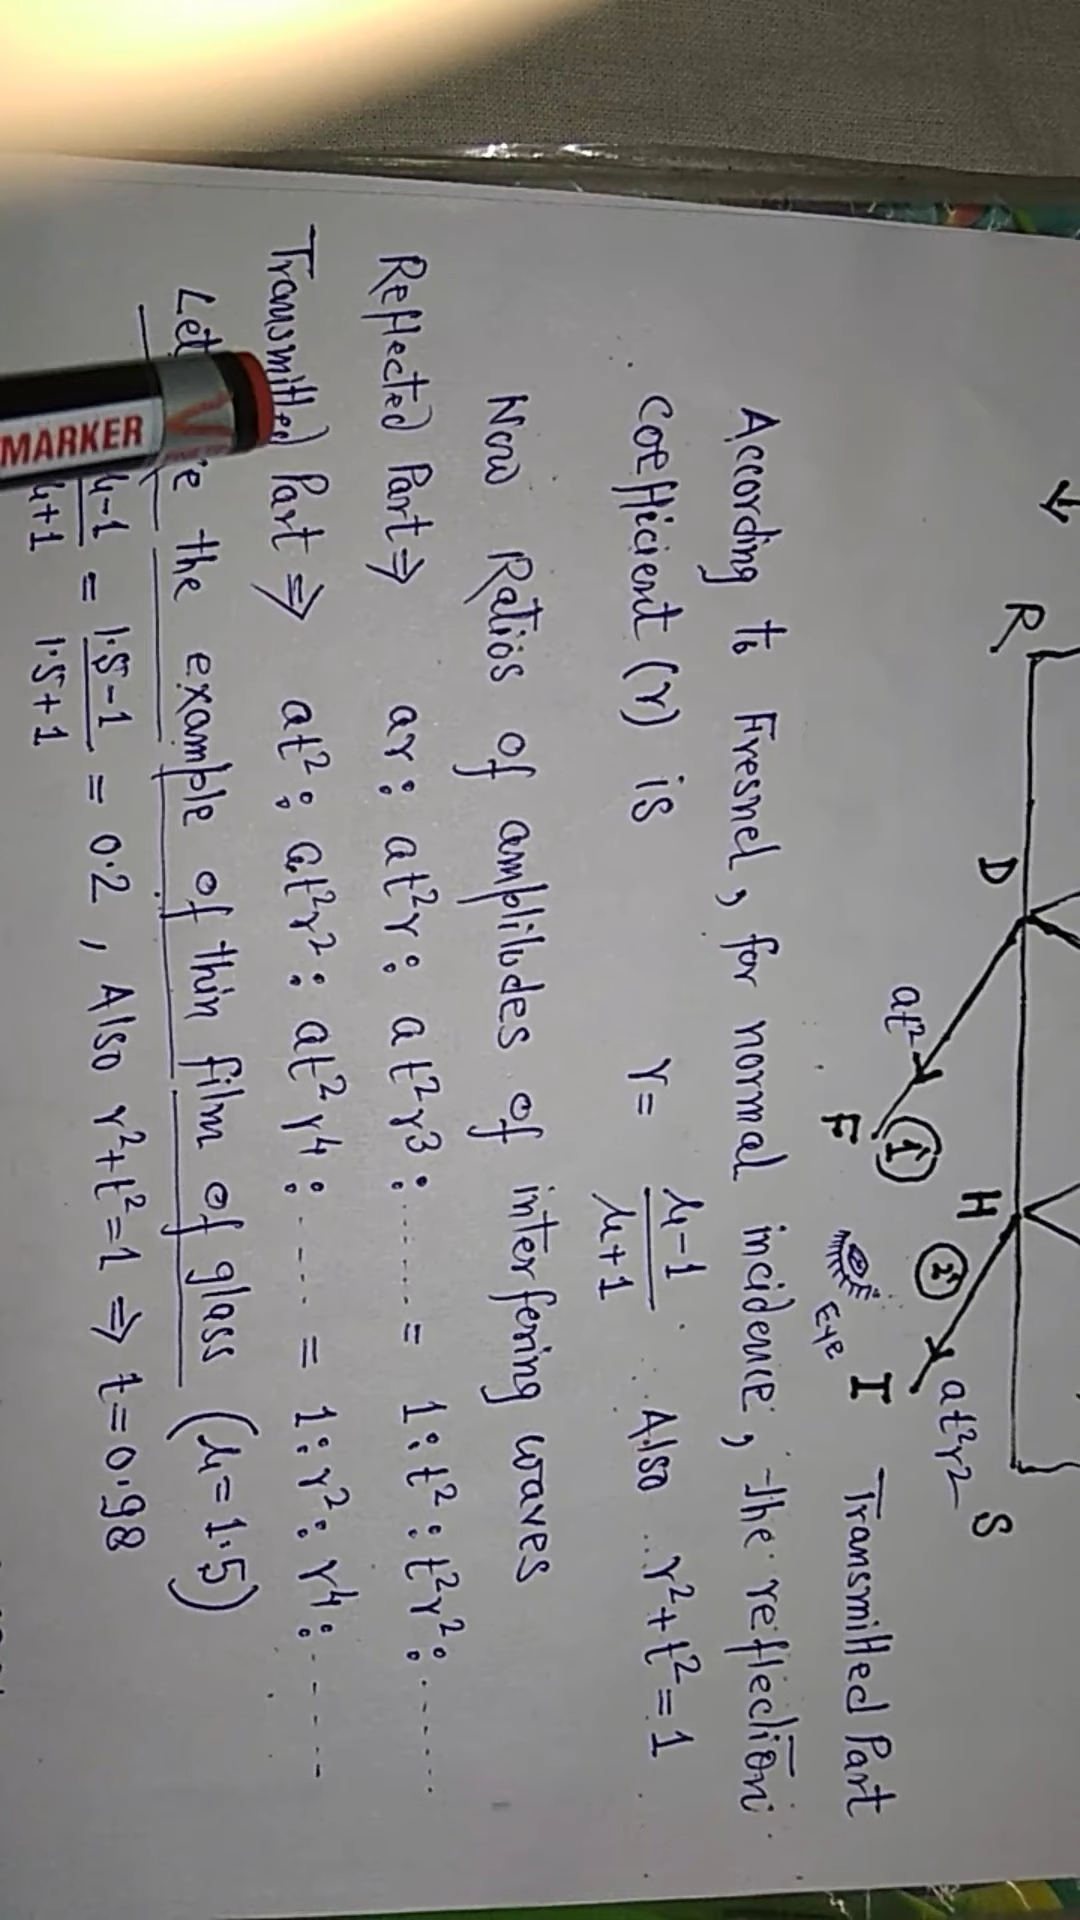 R D H S
at² ① F ② at²r²
Eye I Transmitted Part
According to Fresnel, for normal incidence, the reflection
coefficient (r) is r = μ-1/μ+1 Also r²+t²=1
Now Ratios of amplitudes of interfering waves
Reflected Part ⇒ ar : at²r : at²r³ : ...... = 1 : t² : t²r² : ......
Transmitted Part ⇒ at² : at²r² : at²r⁴ : ..... = 1 : r² : r⁴ : ......
the example of thin film of glass (μ=1.5)
μ-1/μ+1 = 1.5-1/1.5+1 = 0.2, Also r²+t²=1 ⇒ t=0.98
MARKER